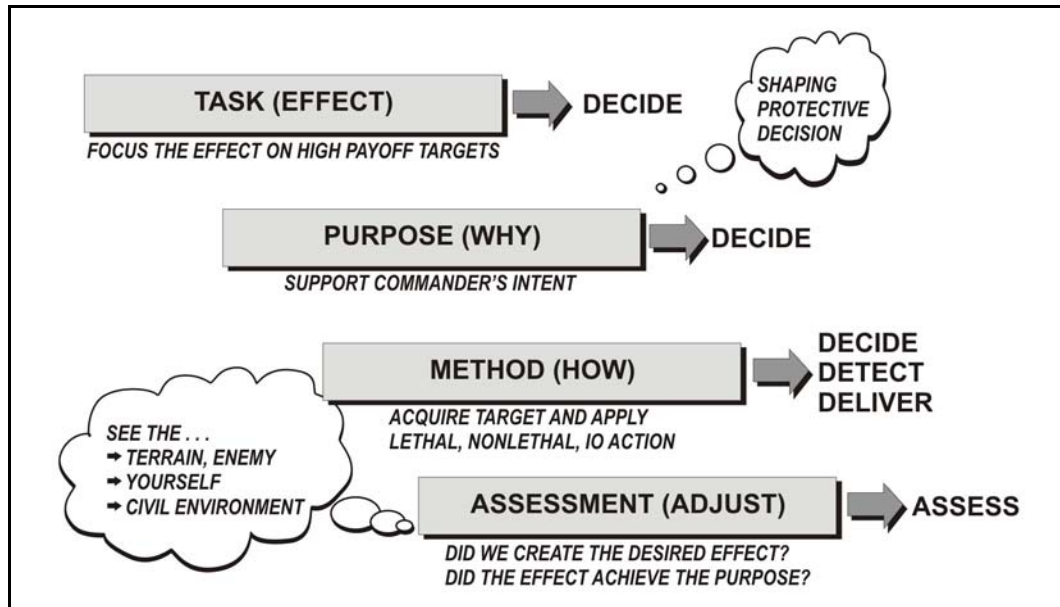 TASK (EFFECT)
DECIDE
FOCUS THE EFFECT ON HIGH PAYOFF TARGETS
SHAPING
PROTECTIVE
DECISION
PURPOSE (WHY)
DECIDE
SUPPORT COMMANDER'S INTENT
METHOD (HOW)
DECIDE
DETECT
DELIVER
ACQUIRE TARGET AND APPLY
LETHAL, NONLETHAL, IO ACTION
SEE THE . . .
➡ TERRAIN, ENEMY
➡ YOURSELF
➡ CIVIL ENVIRONMENT
ASSESSMENT (ADJUST)
ASSESS
DID WE CREATE THE DESIRED EFFECT?
DID THE EFFECT ACHIEVE THE PURPOSE?